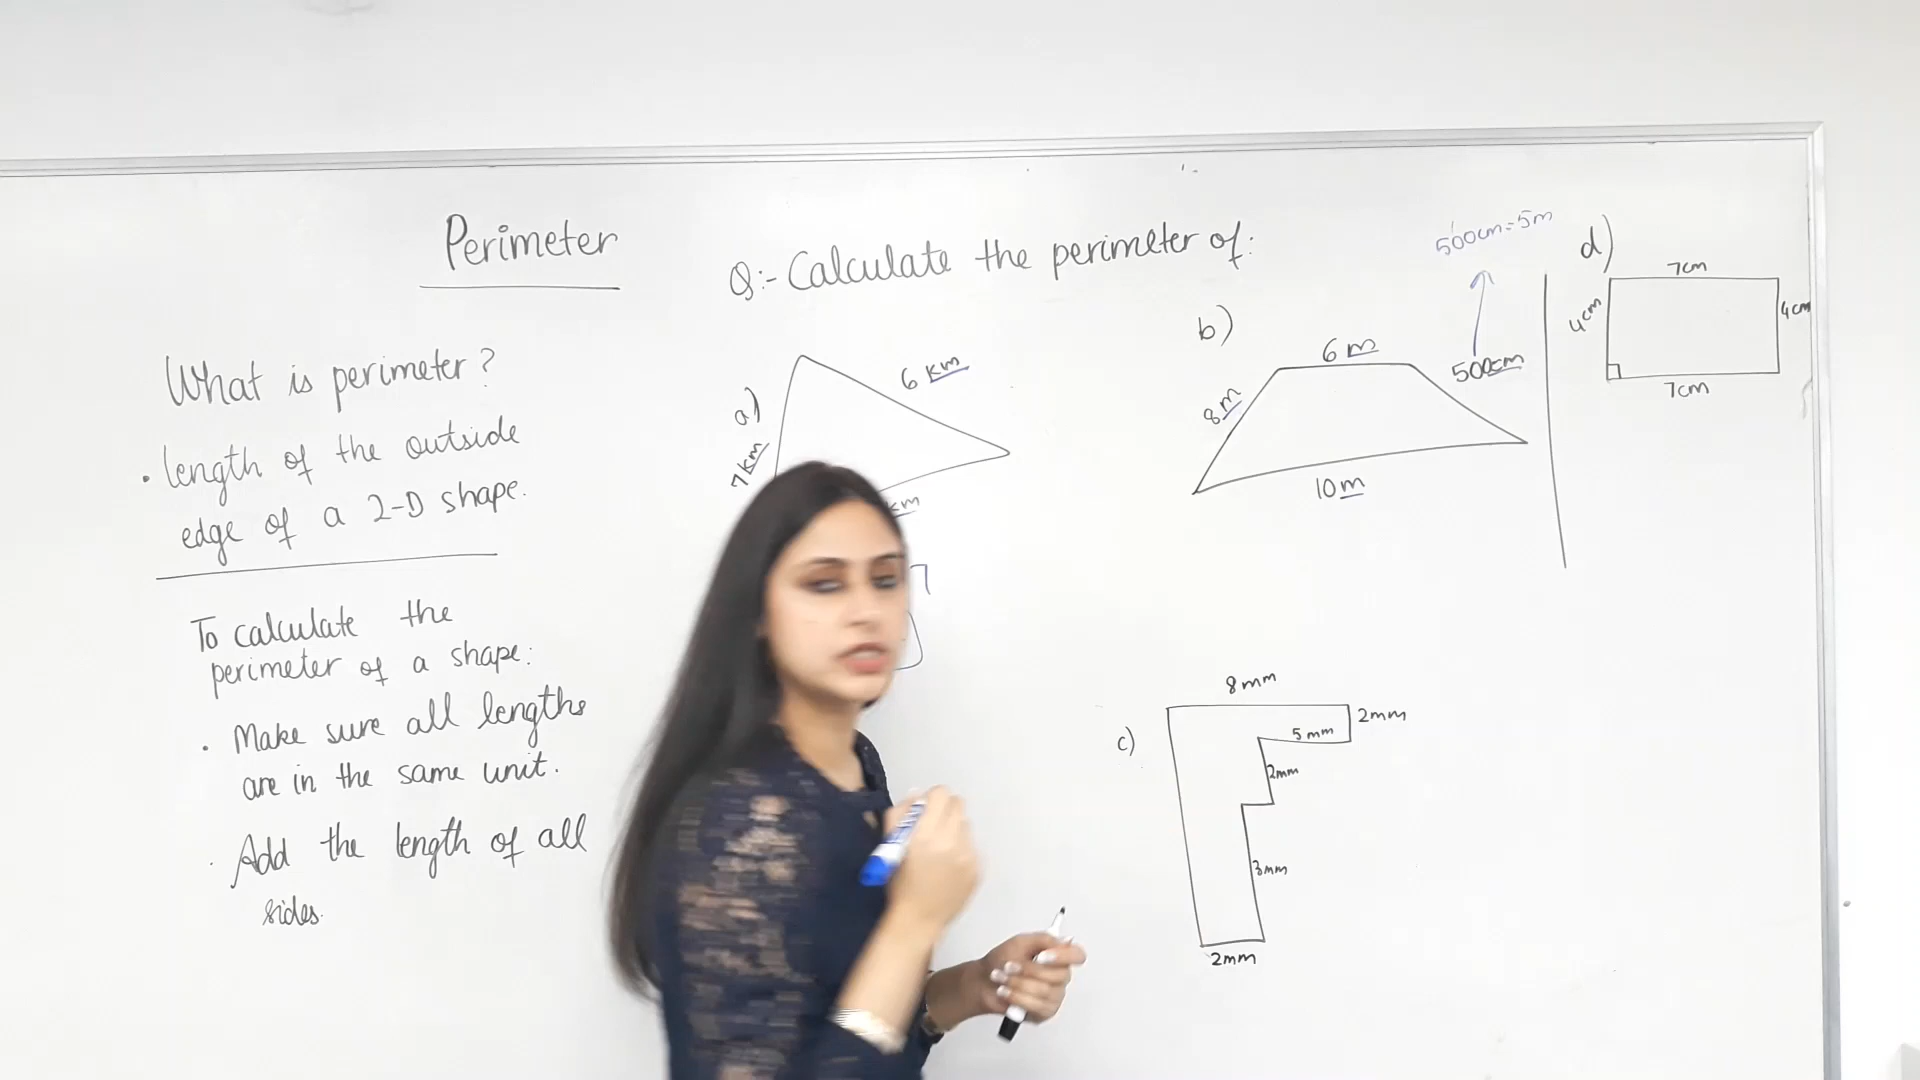 Perimeter
What is perimeter?
• length of the outside
edge of a 2-D shape.
To calculate the
perimeter of a shape:
• Make sure all lengths
are in the same unit.
• Add the length of all
sides.
Q:- Calculate the perimeter of:
a)
6 km
7 km
km
7
b)
6 m
8 m
500cm
10 m
500cm = 5m
c)
8mm
2mm
5 mm
2mm
3mm
2mm
d)
7cm
4cm
4cm
7cm